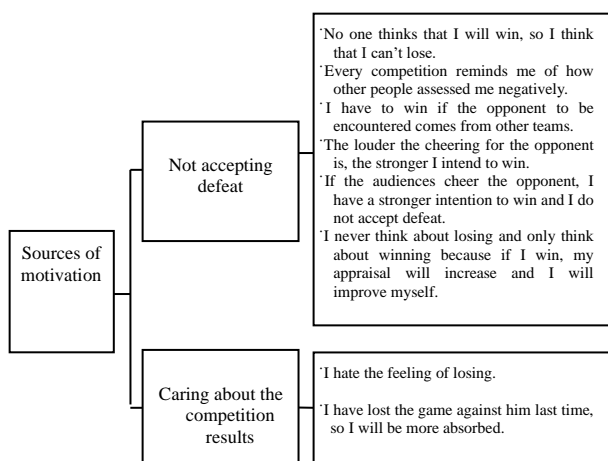 Sources of
motivation
Not accepting
defeat
˙No one thinks that I will win, so I think
that I can't lose.
˙Every competition reminds me of how
other people assessed me negatively.
˙I have to win if the opponent to be
encountered comes from other teams.
˙The louder the cheering for the opponent
is, the stronger I intend to win.
˙If the audiences cheer the opponent, I
have a stronger intention to win and I do
not accept defeat.
˙I never think about losing and only think
about winning because if I win, my
appraisal will increase and I will
improve myself.
Caring about the
competition
results
˙I hate the feeling of losing.
˙I have lost the game against him last time,
so I will be more absorbed.